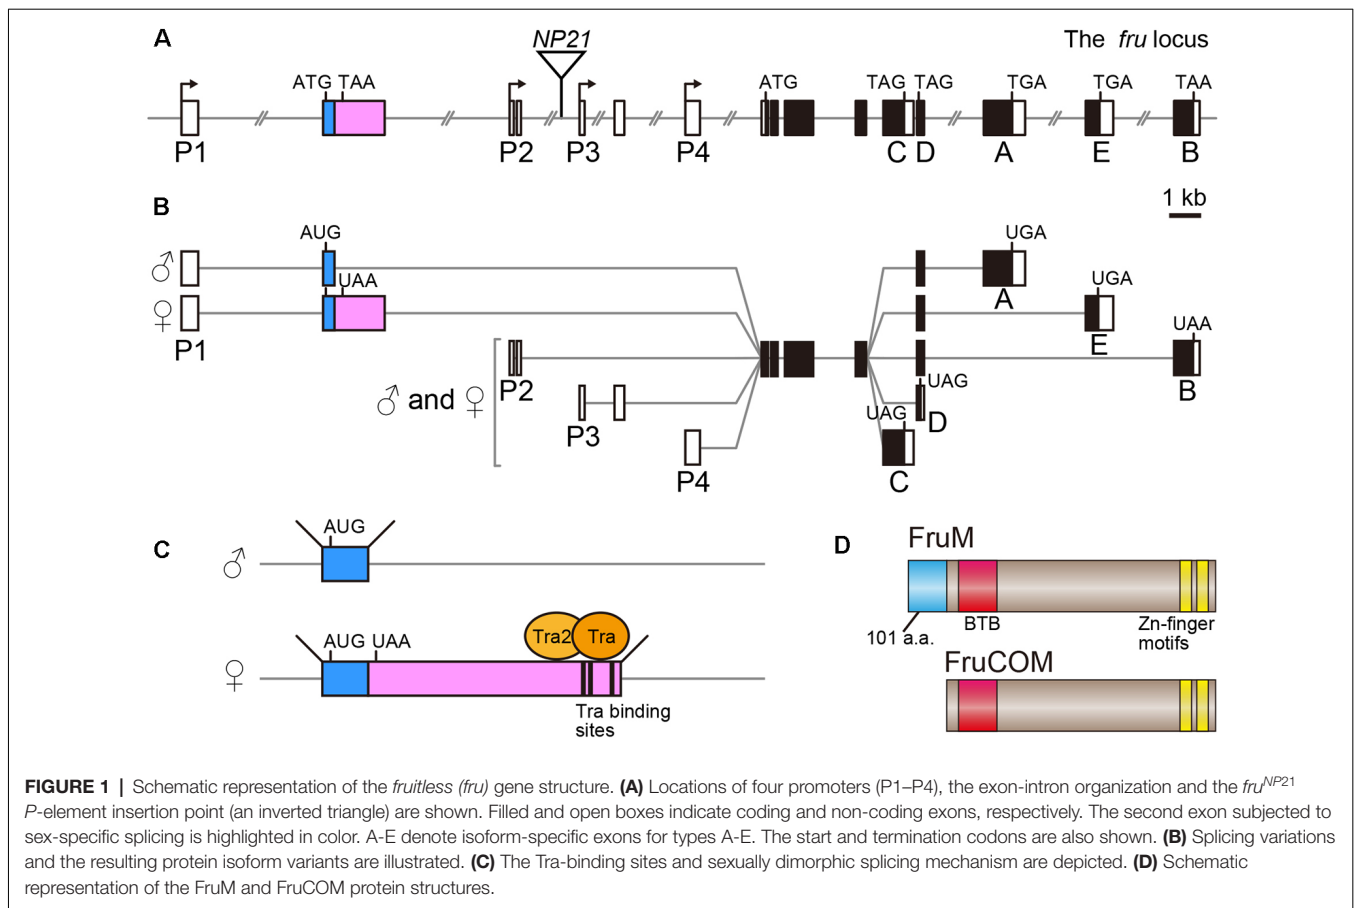 A
NP21
The fru locus
ATG TAA ATG TAG TAG TGA TGA TAA
P1 P2 P3 P4 C D A E B
1 kb
B
AUG UGA
♂ UAA UGA
A
♀ UAA
P1 E
♂ and ♀ P2 UAG B
P3 UAG D
P4 C
C
AUG
♂
AUG UAA Tra2 Tra
♀
Tra binding
sites
D
FruM
101 a.a. BTB Zn-finger
motifs
FruCOM
FIGURE 1 | Schematic representation of the fruitless (fru) gene structure. (A) Locations of four promoters (P1–P4), the exon-intron organization and the fruNP21
P-element insertion point (an inverted triangle) are shown. Filled and open boxes indicate coding and non-coding exons, respectively. The second exon subjected to
sex-specific splicing is highlighted in color. A-E denote isoform-specific exons for types A-E. The start and termination codons are also shown. (B) Splicing variations
and the resulting protein isoform variants are illustrated. (C) The Tra-binding sites and sexually dimorphic splicing mechanism are depicted. (D) Schematic
representation of the FruM and FruCOM protein structures.